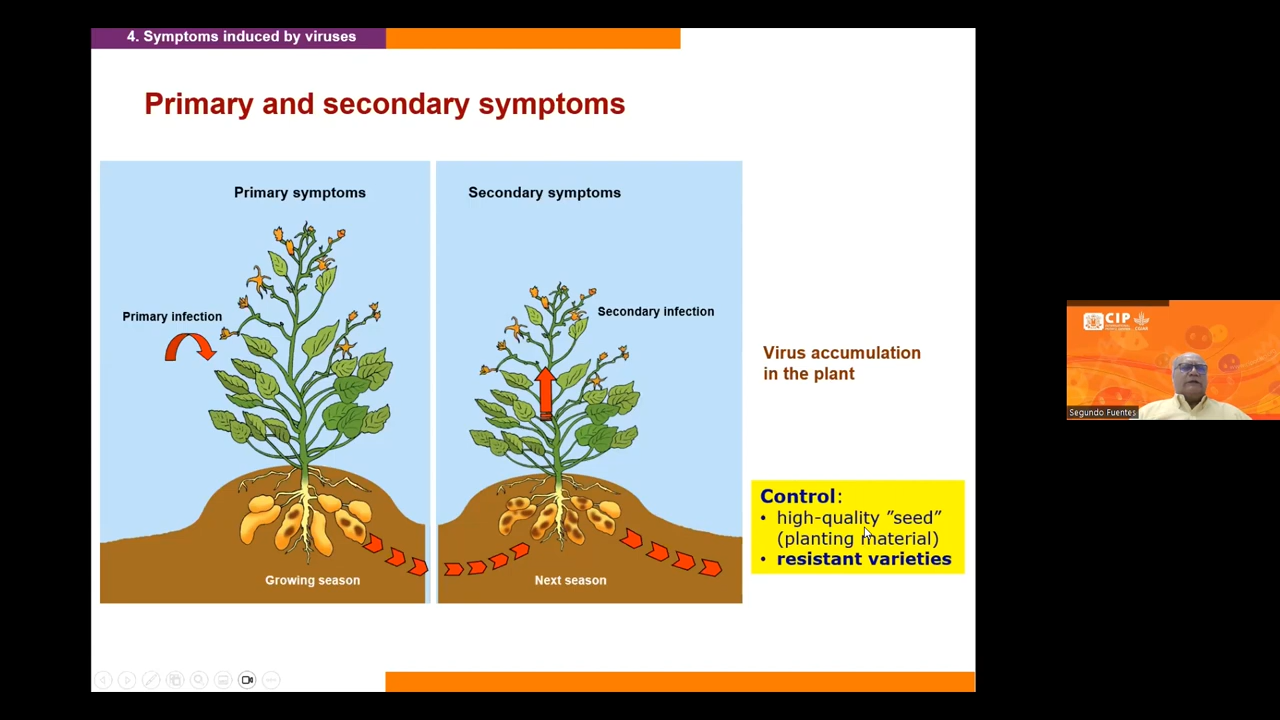 4. Symptoms induced by viruses
Primary and secondary symptoms
Primary symptoms
Primary infection
Growing season
Secondary symptoms
Secondary infection
Next season
Virus accumulation
in the plant
Control:
• high-quality ”seed”
(planting material)
• resistant varieties
CIP
Segundo Fuentes